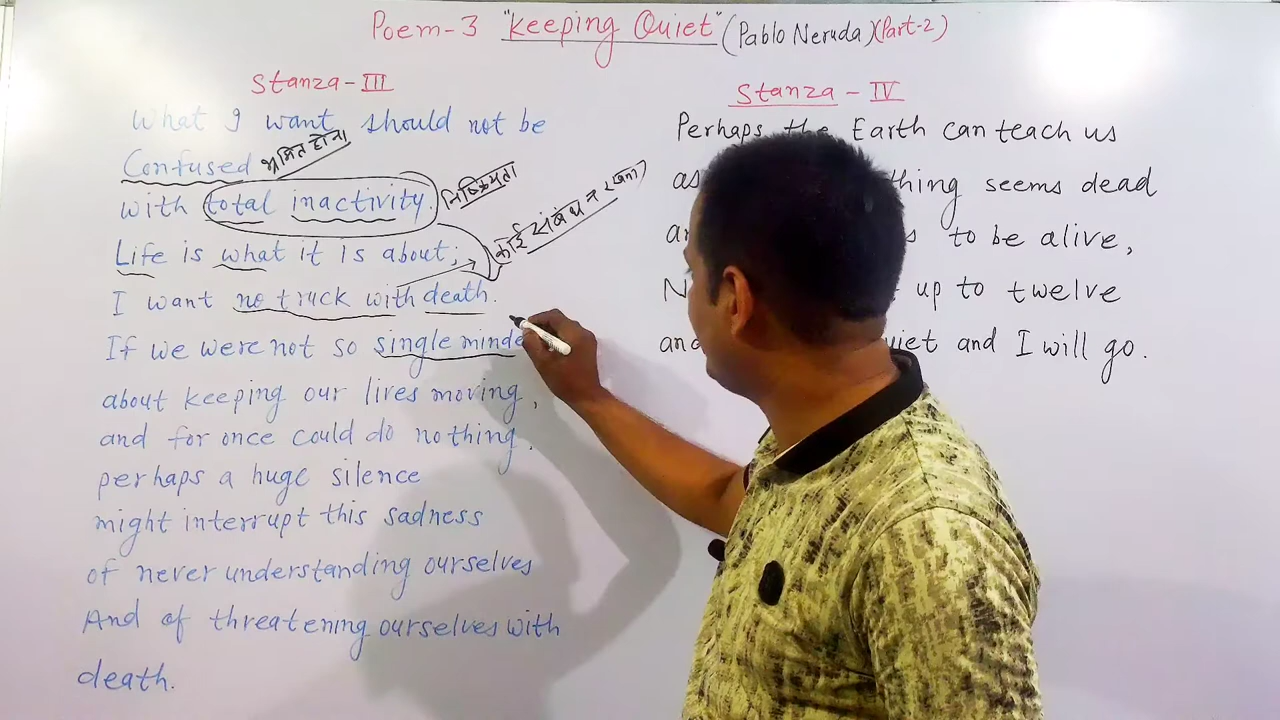 Poem-3 "Keeping Quiet" (Pablo Neruda)(Part-2)
Stanza-III
What I want should not be
Confused भ्रमित होना
with total inactivity. निष्क्रियता
Life is what it is about; कोई संबंध न रखना)
I want no truck with death.
If we were not so single minde
about keeping our lives moving,
and for once could do nothing,
perhaps a huge silence
might interrupt this sadness
of never understanding ourselves
And of threatening ourselves with
death.
Stanza-IV
Perhaps the Earth can teach us
as thing seems dead
to be alive,
up to twelve
and and I will go.